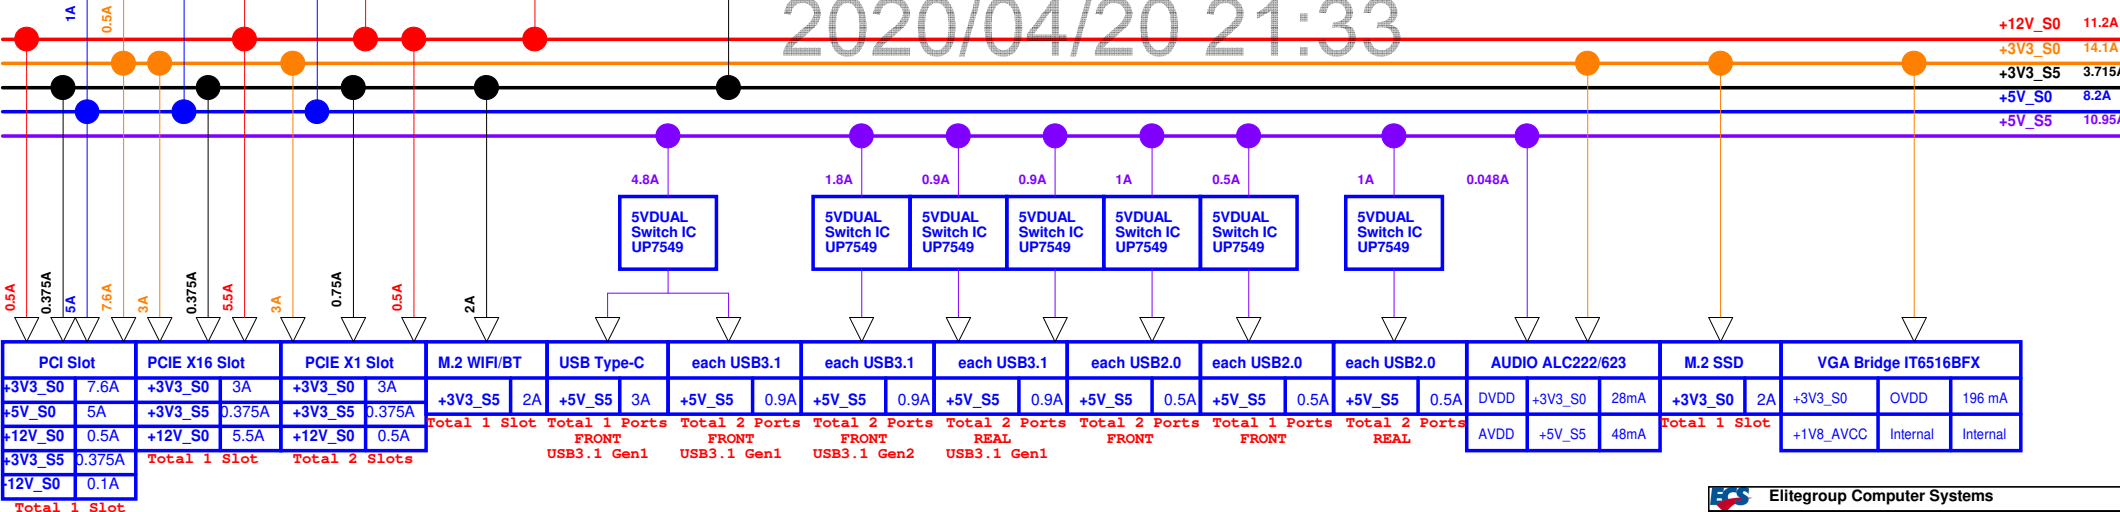 1A
0.5A
2020/04/20 21:33
+12V_S0 11.2A
+3V3_S0 14.1A
+3V3_S5 3.715A
+5V_S0 8.2A
+5V_S5 10.95A
4.8A 1.8A 0.9A 0.9A 1A 0.5A 1A 0.048A
5VDUAL 5VDUAL 5VDUAL 5VDUAL 5VDUAL 5VDUAL 5VDUAL
Switch IC Switch IC Switch IC Switch IC Switch IC Switch IC Switch IC
UP7549 UP7549 UP7549 UP7549 UP7549 UP7549 UP7549
0.5A 0.375A 5A 7.6A 3A 0.375A 5.5A 3A 0.75A 0.5A 2A
PCI Slot
+3V3_S0 7.6A
+5V_S0 5A
+12V_S0 0.5A
+3V3_S5 0.375A
-12V_S0 0.1A
Total 1 Slot
PCIE X16 Slot
+3V3_S0 3A
+3V3_S5 0.375A
+12V_S0 5.5A
Total 1 Slot
PCIE X1 Slot
+3V3_S0 3A
+3V3_S5 0.375A
+12V_S0 0.5A
Total 2 Slots
M.2 WIFI/BT
+3V3_S5 2A
Total 1 Slot
USB Type-C
+5V_S5 3A
Total 1 Ports
FRONT
USB3.1 Gen1
each USB3.1
+5V_S5 0.9A
Total 2 Ports
FRONT
USB3.1 Gen1
each USB3.1
+5V_S5 0.9A
Total 2 Ports
FRONT
USB3.1 Gen2
each USB3.1
+5V_S5 0.9A
Total 2 Ports
REAL
USB3.1 Gen1
each USB2.0
+5V_S5 0.5A
Total 2 Ports
FRONT
each USB2.0
+5V_S5 0.5A
Total 1 Ports
FRONT
each USB2.0
+5V_S5 0.5A
Total 2 Ports
REAL
AUDIO ALC222/623
DVDD +3V3_S0 28mA
AVDD +5V_S5 48mA
M.2 SSD
+3V3_S0 2A
Total 1 Slot
VGA Bridge IT6516BFX
+3V3_S0 OVDD 196 mA
+1V8_AVCC Internal Internal
ECS Elitegroup Computer Systems